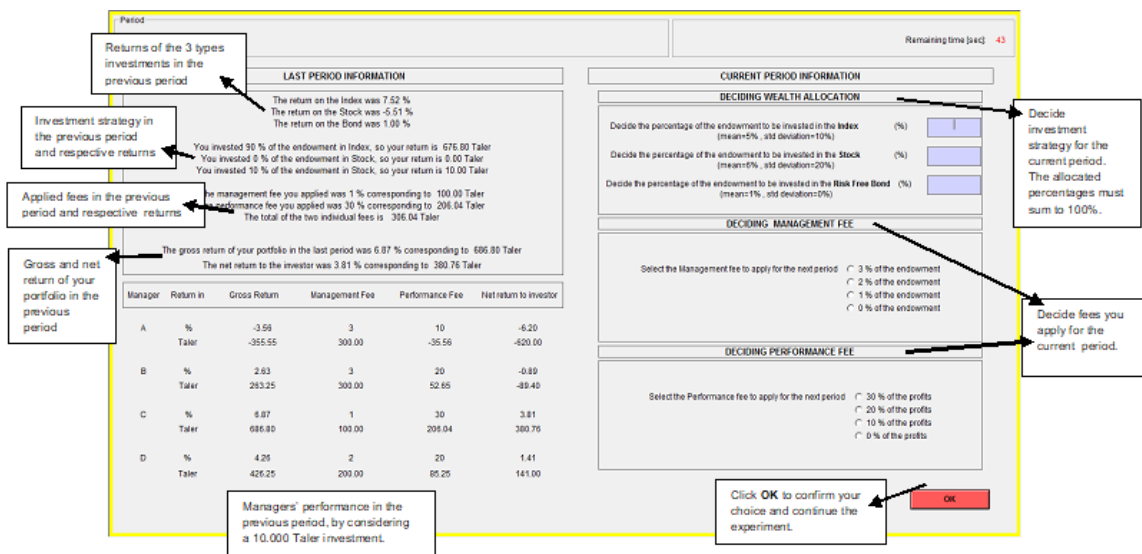 Period
Remaining time [sec]: 43
Returns of the 3 types
investments in the
previous period
LAST PERIOD INFORMATION
The return on the Index was 7.52 %
The return on the Stock was -5.51 %
The return on the Bond was 1.00 %
Investment strategy in
the previous period
and respective returns
You invested 90 % of the endowment in Index, so your return is 676.80 Taler
You invested 0 % of the endowment in Stock, so your return is 0.00 Taler
You invested 10 % of the endowment in Stock, so your return is 10.00 Taler
Applied fees in the previous
period and respective returns
The management fee you applied was 1 % corresponding to 100.00 Taler
performance fee you applied was 30 % corresponding to 206.04 Taler
The total of the two individual fees is 306.04 Taler
Gross and net
return of your
portfolio in the
previous
period
The gross return of your portfolio in the last period was 6.87 % corresponding to 686.80 Taler
The net return to the investor was 3.81 % corresponding to 380.76 Taler
Manager Return in Gross Return Management Fee Performance Fee Net return to investor
A % -3.56 3 10 -6.20
Taler -355.55 300.00 -35.56 -620.00
B % 2.63 3 20 -0.89
Taler 263.25 300.00 52.65 -89.40
C % 6.87 1 30 3.81
Taler 686.80 100.00 206.04 380.76
D % 4.26 2 20 1.41
Taler 426.25 200.00 85.25 141.00
Managers' performance in the
previous period, by considering
a 10.000 Taler investment.
CURRENT PERIOD INFORMATION
DECIDING WEALTH ALLOCATION
Decide the percentage of the endowment to be invested in the Index (%)
(mean=5% , std deviation=10%)
Decide the percentage of the endowment to be invested in the Stock (%)
(mean=6% , std deviation=20%)
Decide the percentage of the endowment to be invested in the Risk Free Bond (%)
(mean=1% , std deviation=0%)
Decide
investment
strategy for the
current period.
The allocated
percentages must
sum to 100%.
DECIDING MANAGEMENT FEE
Select the Management fee to apply for the next period 3 % of the endowment
2 % of the endowment
1 % of the endowment
0 % of the endowment
Decide fees you
apply for the
current period.
DECIDING PERFORMANCE FEE
Select the Performance fee to apply for the next period 30 % of the profits
20 % of the profits
10 % of the profits
0 % of the profits
Click OK to confirm your
choice and continue the
experiment.
OK